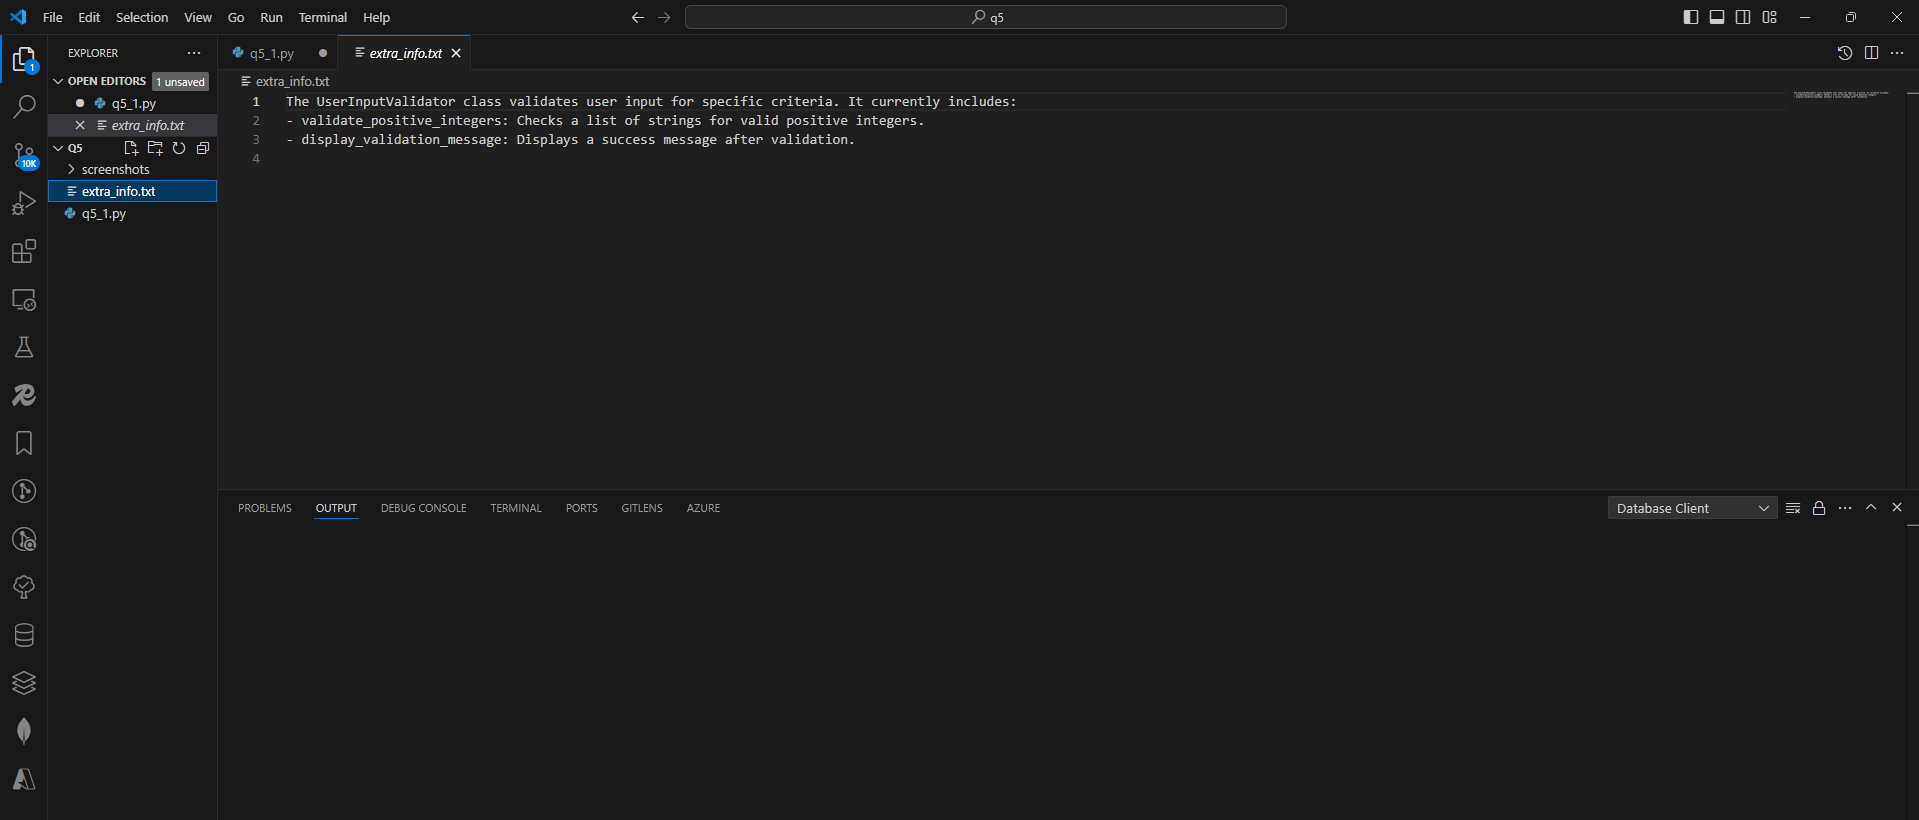 File Edit Selection View Go Run Terminal Help
q5
EXPLORER
OPEN EDITORS 1 unsaved
q5_1.py
extra_info.txt
Q5
screenshots
extra_info.txt
q5_1.py
1
10K
q5_1.py extra_info.txt
extra_info.txt
1 The UserInputValidator class validates user input for specific criteria. It currently includes:
2 - validate_positive_integers: Checks a list of strings for valid positive integers.
3 - display_validation_message: Displays a success message after validation.
4
PROBLEMS OUTPUT DEBUG CONSOLE TERMINAL PORTS GITLENS AZURE
Database Client